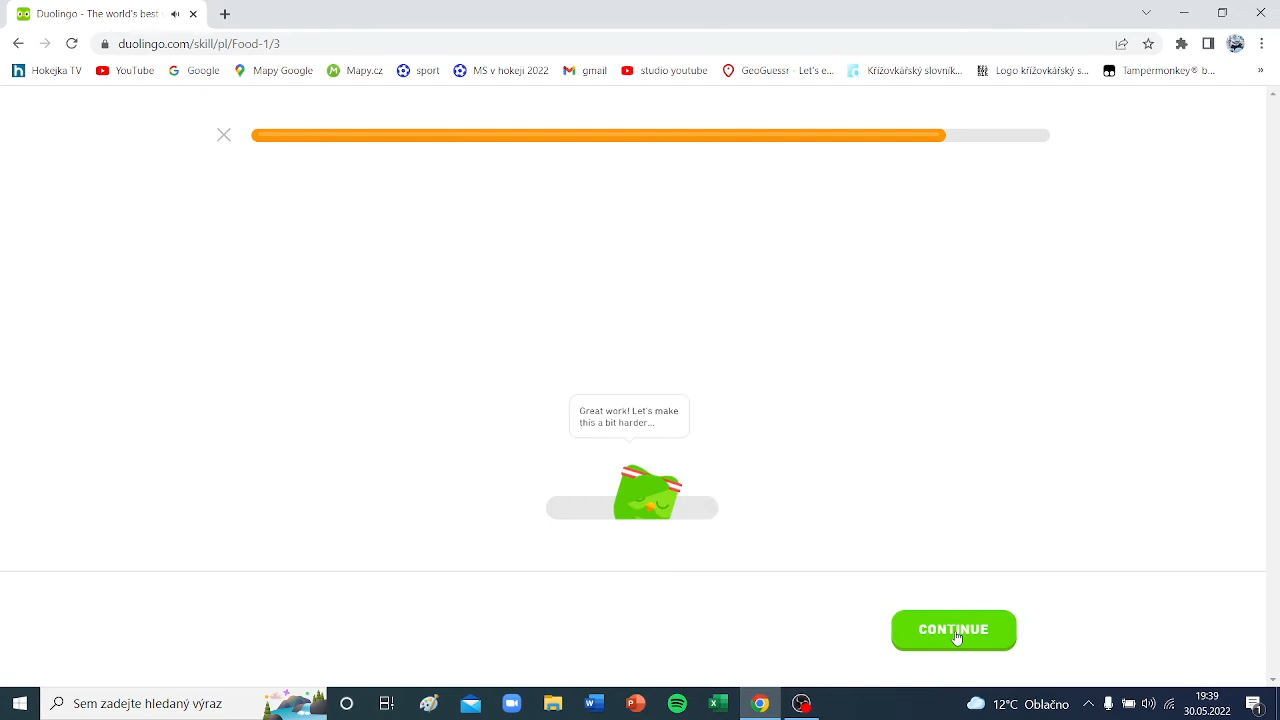 Duolingo - The world's best
duolingo.com/skill/pl/Food-1/3
Hokejka TV
YouTube
Google
Mapy Google
Mapy.cz
sport
MS v hokeji 2022
gmail
studio youtube
GeoGuessr - Let's e...
Křížovkářský slovník...
Logo křížovkářský s...
Tampermonkey® b...
»
Great work! Let's make
this a bit harder...
CONTINUE
Sem zadejte hledaný výraz
12°C Oblačno
19:39
30.05.2022